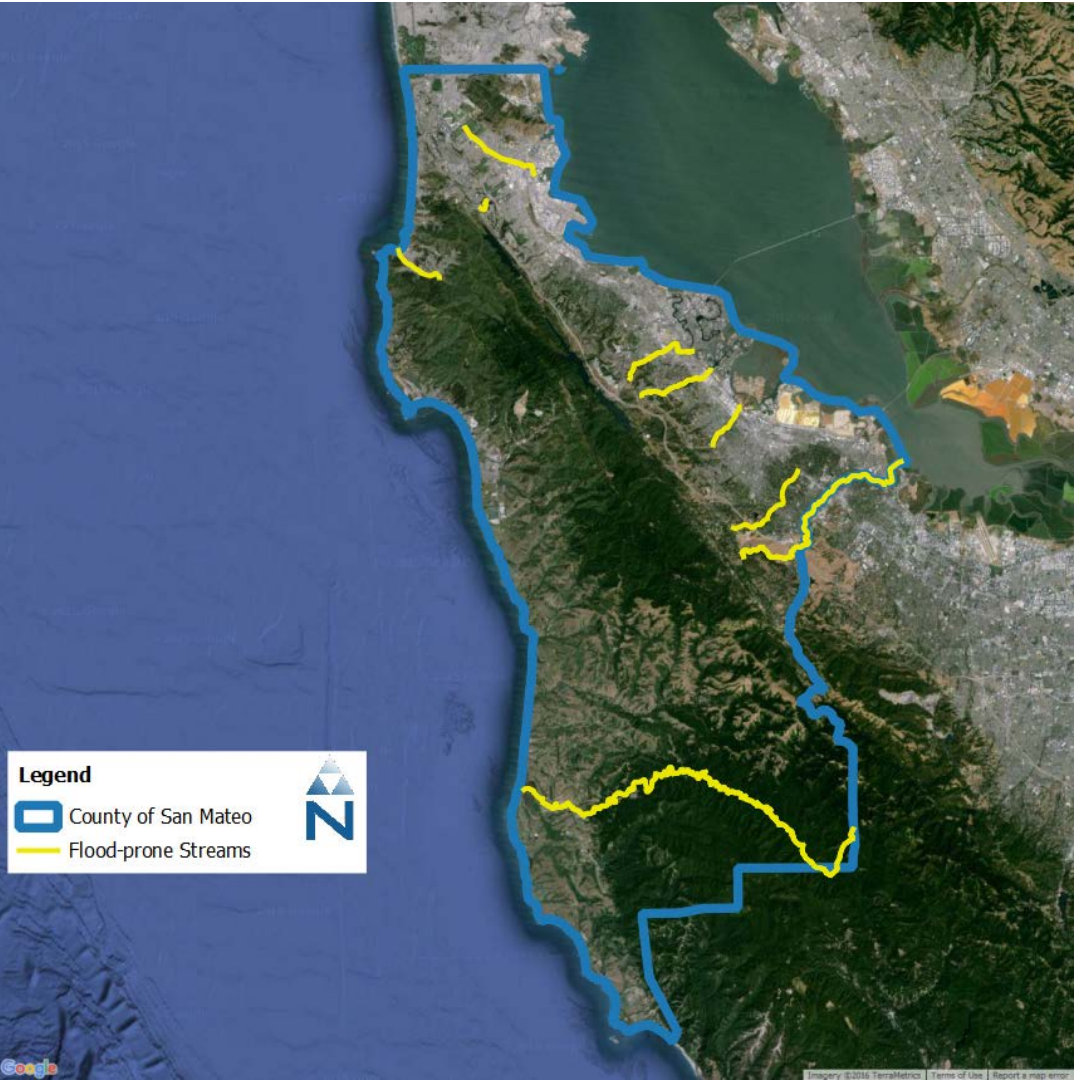 Legend
County of San Mateo
Flood-prone Streams
N
Google
Imagery ©2016 TerraMetrics | Terms of Use | Report a map error